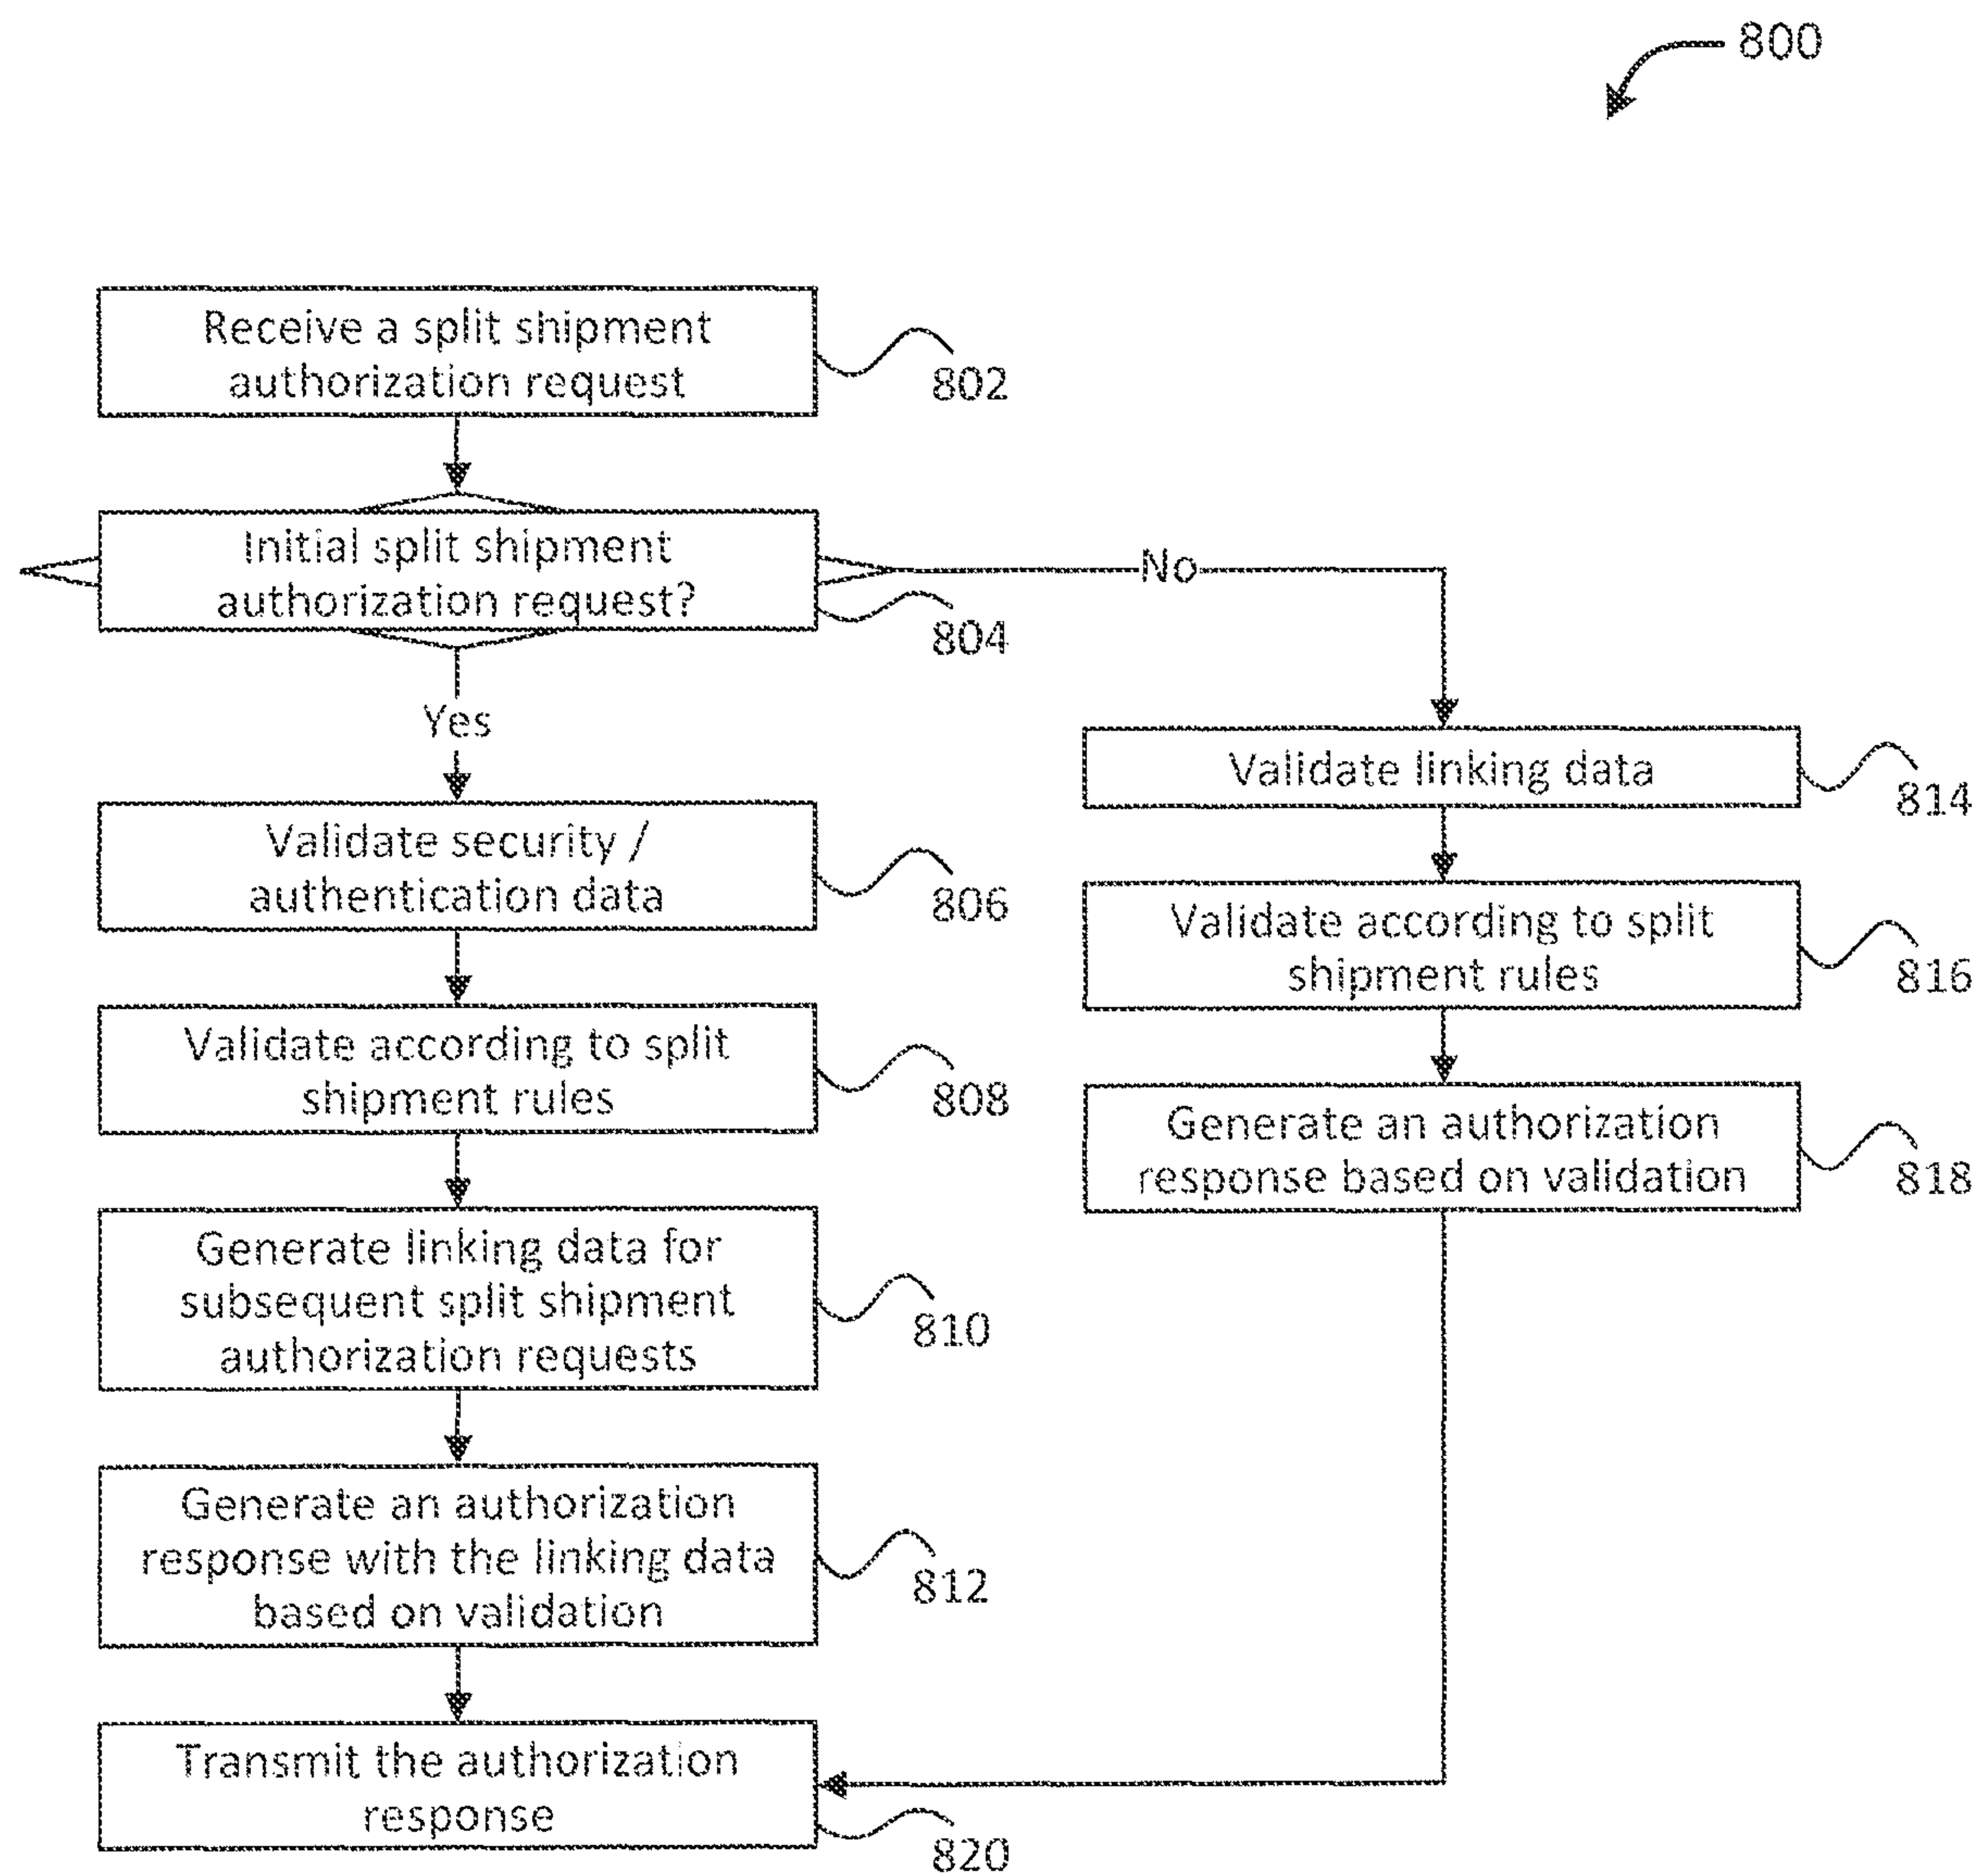 800
Receive a split shipment
authorization request
802
Initial split shipment
authorization request?
804
No
Yes
Validate security /
authentication data
806
Validate according to split
shipment rules
808
Generate linking data for
subsequent split shipment
authorization requests
810
Generate an authorization
response with the linking data
based on validation
812
Validate linking data
814
Validate according to split
shipment rules
816
Generate an authorization
response based on validation
818
Transmit the authorization
response
820